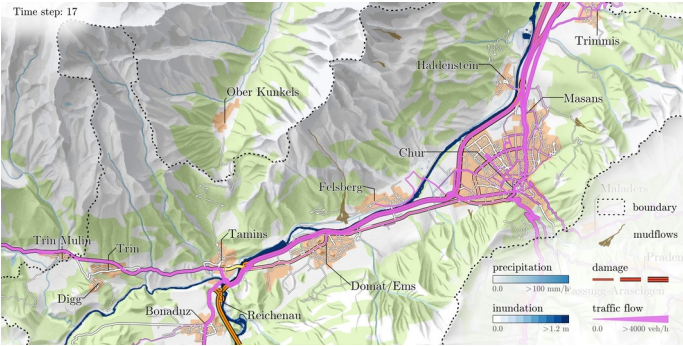 Time step: 17
Trimmis
Haldenstein
Ober Kunkels
Masans
Chur
Felsberg
Maladers
boundary
Trin Mulin
Trin
Tamins
mudflows
Praden
Digg
Domat/Ems
precipitation
0.0 >100 mm/h
damage
Bonaduz
Reichenau
inundation
0.0 >1.2 m
traffic flow
0.0 >4000 veh/h